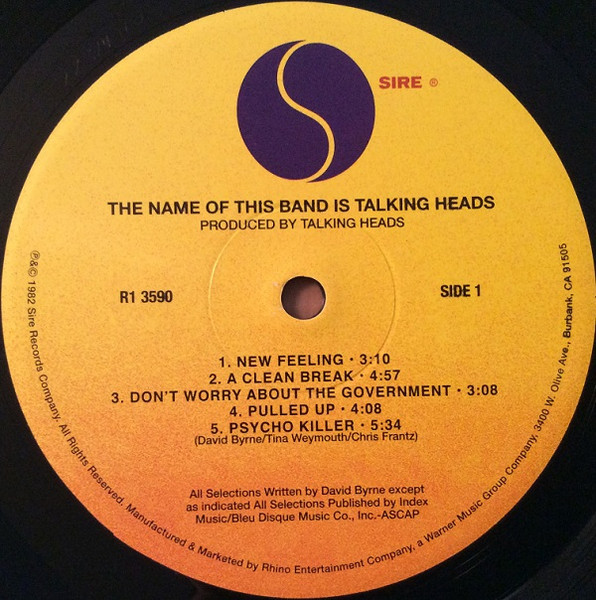 SIRE ®
THE NAME OF THIS BAND IS TALKING HEADS
PRODUCED BY TALKING HEADS
R1 3590
SIDE 1
1. NEW FEELING · 3:10
2. A CLEAN BREAK · 4:57
3. DON'T WORRY ABOUT THE GOVERNMENT · 3:08
4. PULLED UP · 4:08
5. PSYCHO KILLER · 5:34
(David Byrne/Tina Weymouth/Chris Frantz)
All Selections Written by David Byrne except
as indicated All Selections Published by Index
Music/Bleu Disque Music Co., Inc.-ASCAP
℗&© 1982 Sire Records Company. All Rights Reserved. Manufactured & Marketed by Rhino Entertainment Company, a Warner Music Group Company, 3400 W. Olive Ave., Burbank, CA 91505